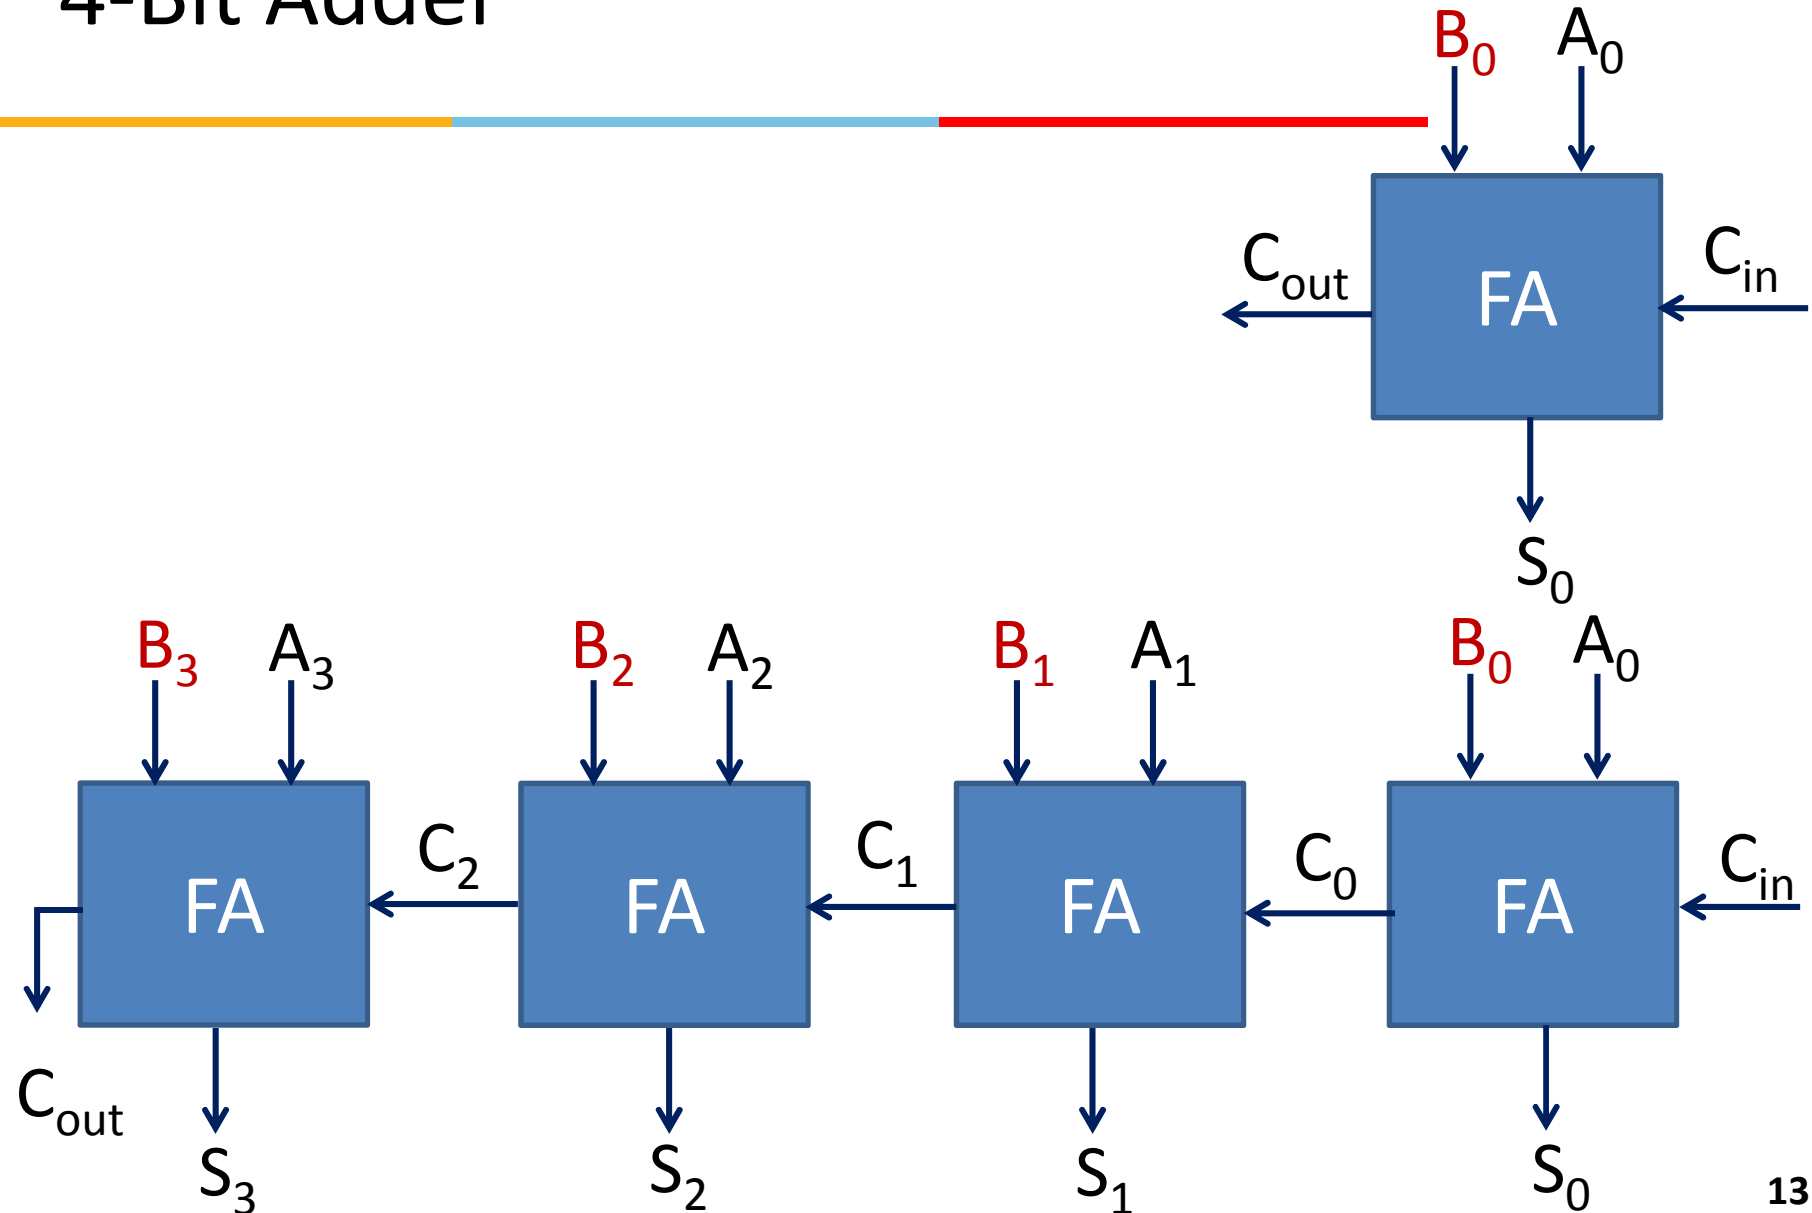 4-Bit Adder
B0 A0
Cout FA Cin
S0
B3 A3 B2 A2 B1 A1 B0 A0
FA C2 FA C1 FA C0 FA Cin
Cout
S3 S2 S1 S0
13